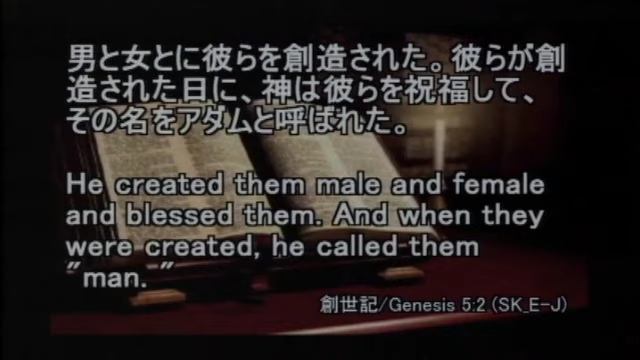 男と女とに彼らを創造された。彼らが創
造された日に、神は彼らを祝福して、
その名をアダムと呼ばれた。
He created them male and female
and blessed them. And when they
were created, he called them
"man. "
創世記/Genesis 5:2 (SK_E-J)